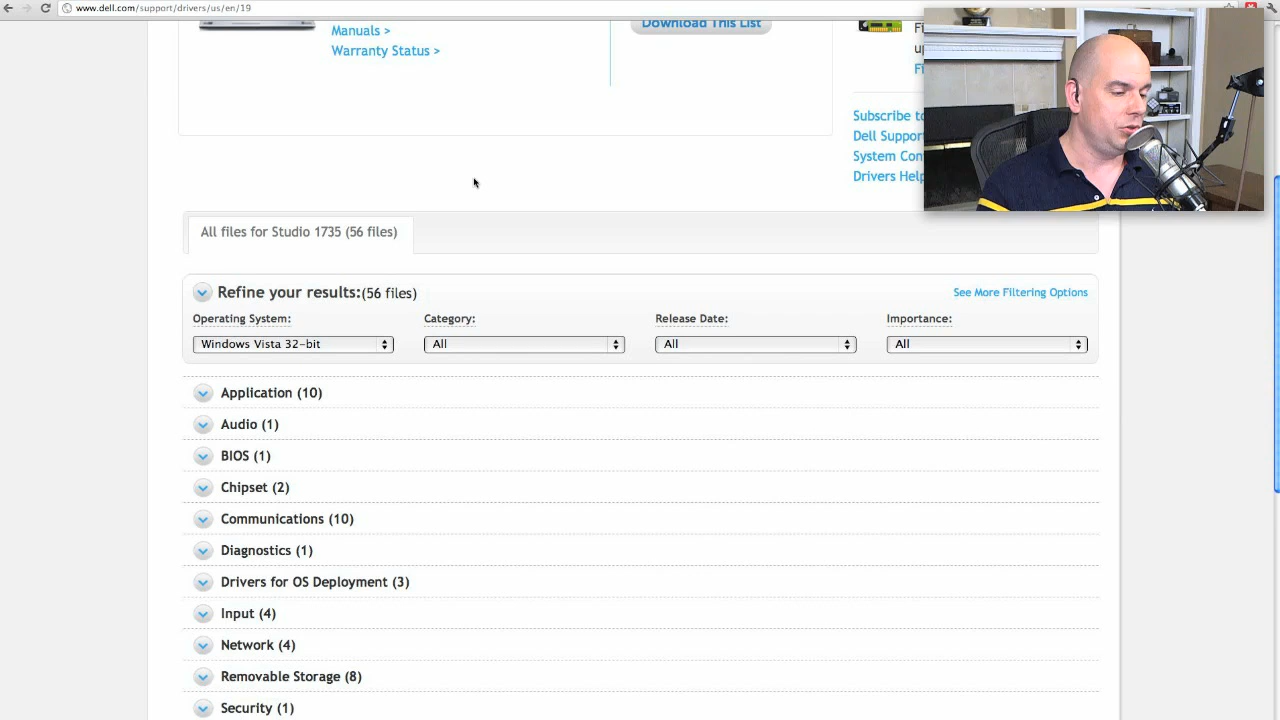 www.dell.com/support/drivers/us/en/19
Manuals >
Warranty Status >
Download This List
Subscribe to
Dell Suppor
System Con
Drivers Help
All files for Studio 1735 (56 files)
Refine your results:(56 files)
See More Filtering Options
Operating System:
Category:
Release Date:
Importance:
Windows Vista 32-bit
All
All
All
Application (10)
Audio (1)
BIOS (1)
Chipset (2)
Communications (10)
Diagnostics (1)
Drivers for OS Deployment (3)
Input (4)
Network (4)
Removable Storage (8)
Security (1)